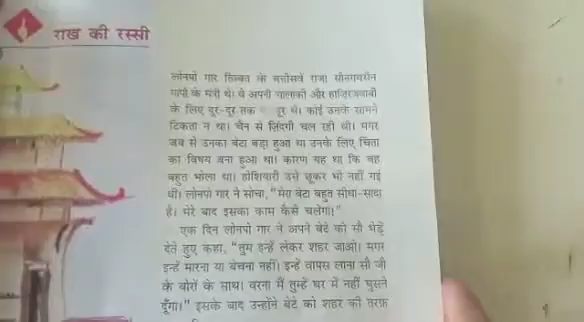 राख की रस्सी
लोनपो गार तिब्बत के बत्तीसवें राजा सौनगवसैन
गांपो के मंत्री थे। वे अपनी चालाकी और हाज़िरजवाबी
के लिए दूर-दूर तक मशहूर थे। कोई उनके सामने
टिकता न था। चैन से ज़िंदगी चल रही थी। मगर
जब से उनका बेटा बड़ा हुआ था उनके लिए चिंता
का विषय बना हुआ था। कारण यह था कि वह
बहुत भोला था। होशियारी उसे छूकर भी नहीं गई
थी। लोनपो गार ने सोचा, "मेरा बेटा बहुत सीधा-सादा
है। मेरे बाद इसका काम कैसे चलेगा!"
एक दिन लोनपो गार ने अपने बेटे को सौ भेड़ें
देते हुए कहा, "तुम इन्हें लेकर शहर जाओ। मगर
इन्हें मारना या बेचना नहीं। इन्हें वापस लाना सौ जौ
के बोरों के साथ। वरना मैं तुम्हें घर में नहीं घुसने
दूँगा।" इसके बाद उन्होंने बेटे को शहर की तरफ़